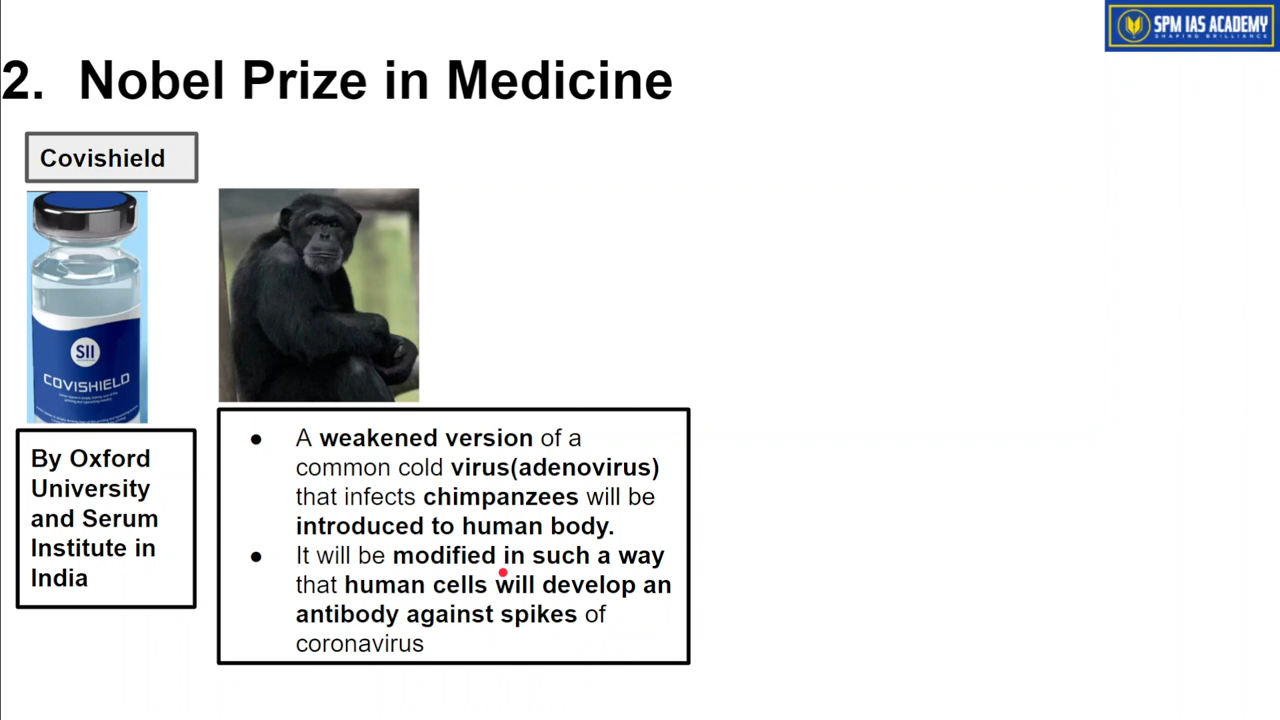 SPM IAS ACADEMY
SHAPING BRILLIANCE
2. Nobel Prize in Medicine
Covishield
SII
COVISHIELD
By Oxford
University
and Serum
Institute in
India
● A weakened version of a
common cold virus(adenovirus)
that infects chimpanzees will be
introduced to human body.
● It will be modified in such a way
that human cells will develop an
antibody against spikes of
coronavirus